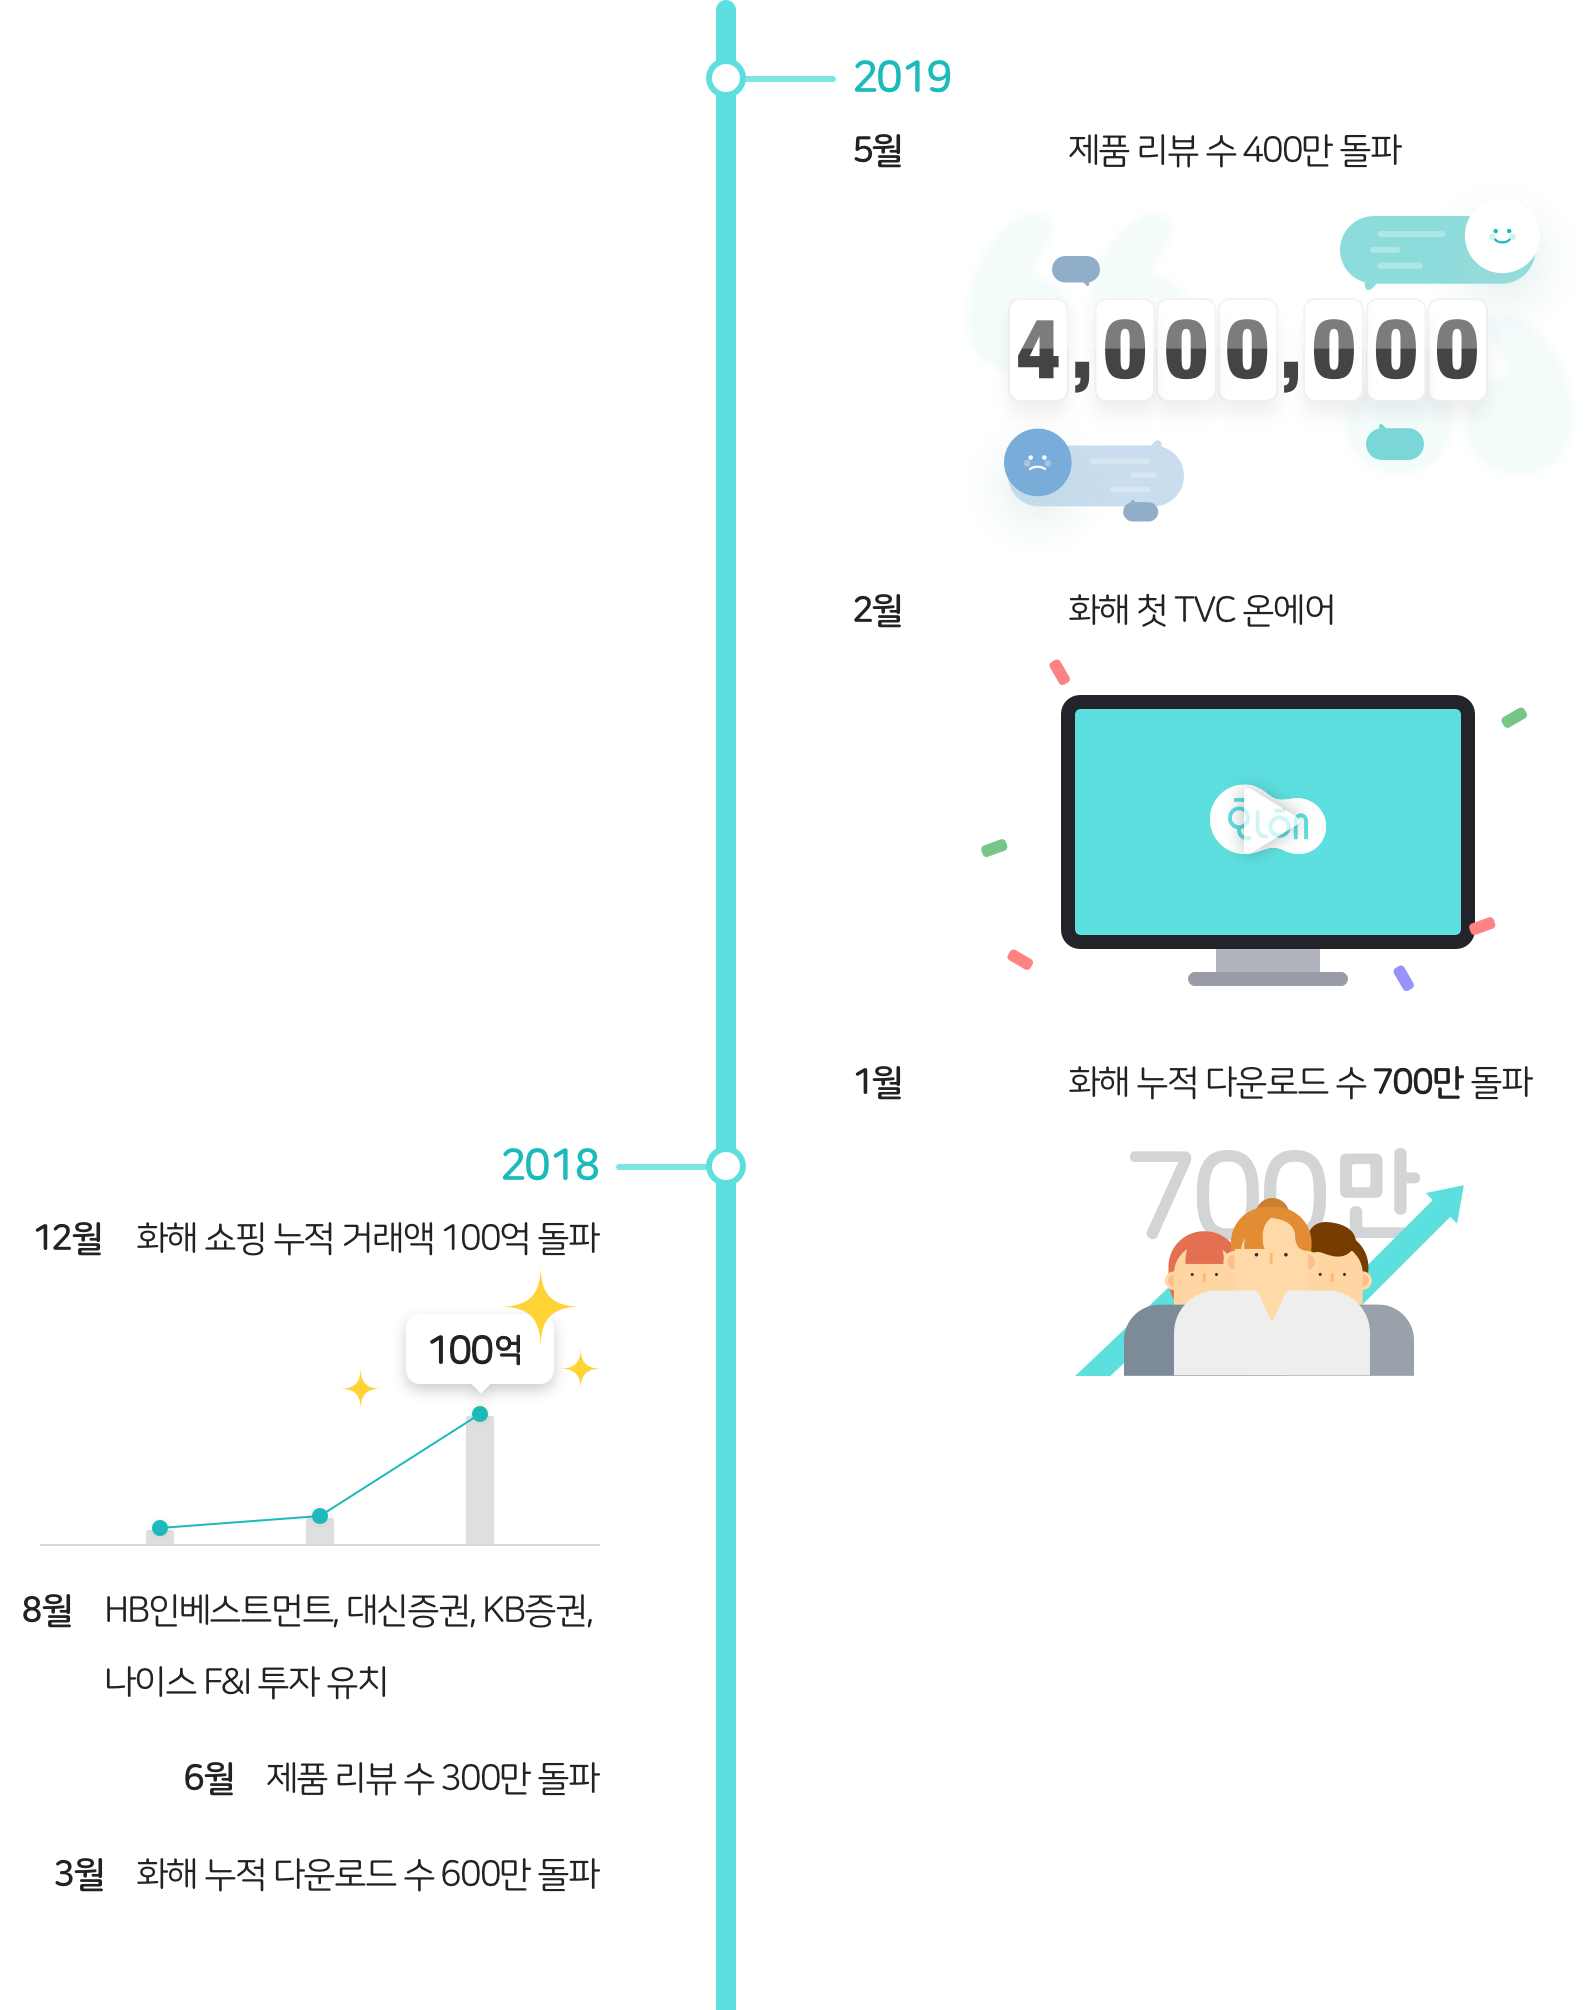 2019
5월 제품 리뷰 수 400만 돌파
4,000,000
2월 화해 첫 TVC 온에어
1월 화해 누적 다운로드 수 700만 돌파
700만
2018
12월 화해 쇼핑 누적 거래액 100억 돌파
100억
8월 HB인베스트먼트, 대신증권, KB증권,
나이스 F&I 투자 유치
6월 제품 리뷰 수 300만 돌파
3월 화해 누적 다운로드 수 600만 돌파